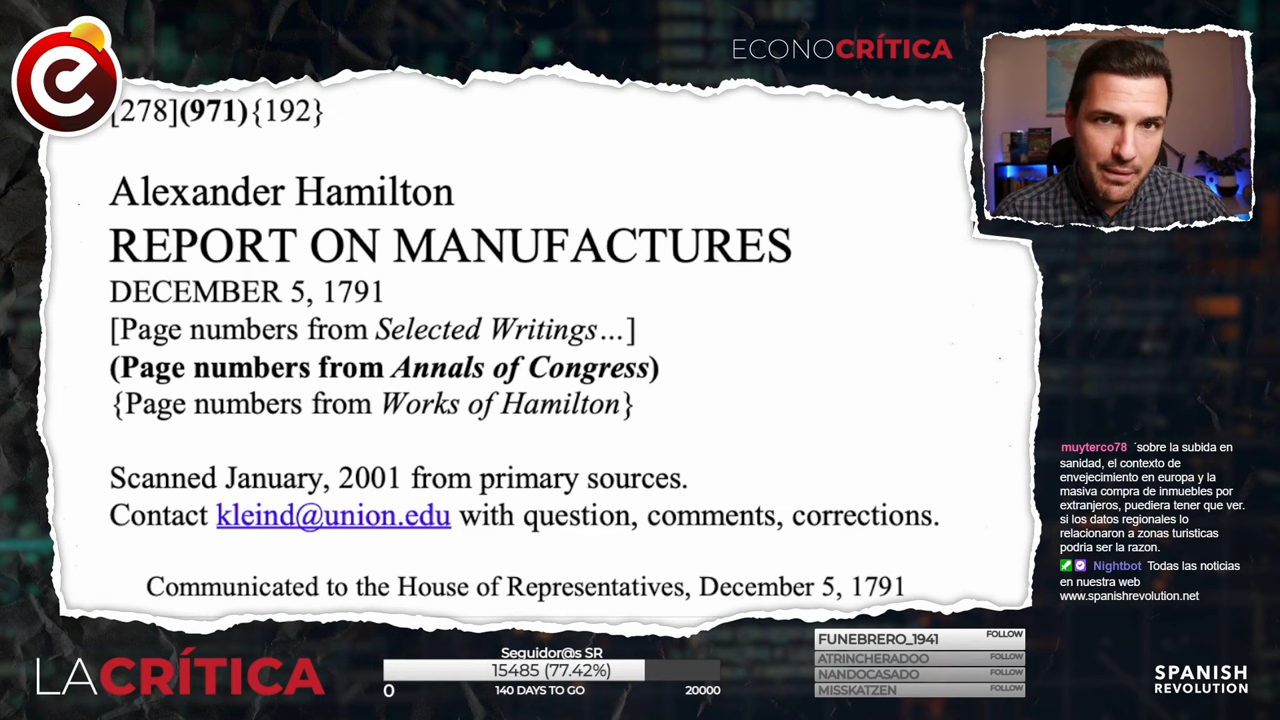 ECONOCRÍTICA
[278](971){192}
Alexander Hamilton
REPORT ON MANUFACTURES
DECEMBER 5, 1791
[Page numbers from Selected Writings…]
(Page numbers from Annals of Congress)
{Page numbers from Works of Hamilton}
Scanned January, 2001 from primary sources.
Contact kleind@union.edu with question, comments, corrections.
Communicated to the House of Representatives, December 5, 1791
muyterco78 ´sobre la subida en
sanidad, el contexto de
envejecimiento en europa y la
masiva compra de inmuebles por
extranjeros, puediera tener que ver.
si los datos regionales lo
relacionaron a zonas turisticas
podria ser la razon.
Nightbot Todas las noticias
en nuestra web
www.spanishrevolution.net
LACRÍTICA
Seguidor@s SR
15485 (77.42%)
0 140 DAYS TO GO 20000
FUNEBRERO_1941 FOLLOW
ATRINCHERADOO FOLLOW
NANDOCASADO FOLLOW
MISSKATZEN FOLLOW
SPANISH
REVOLUTION